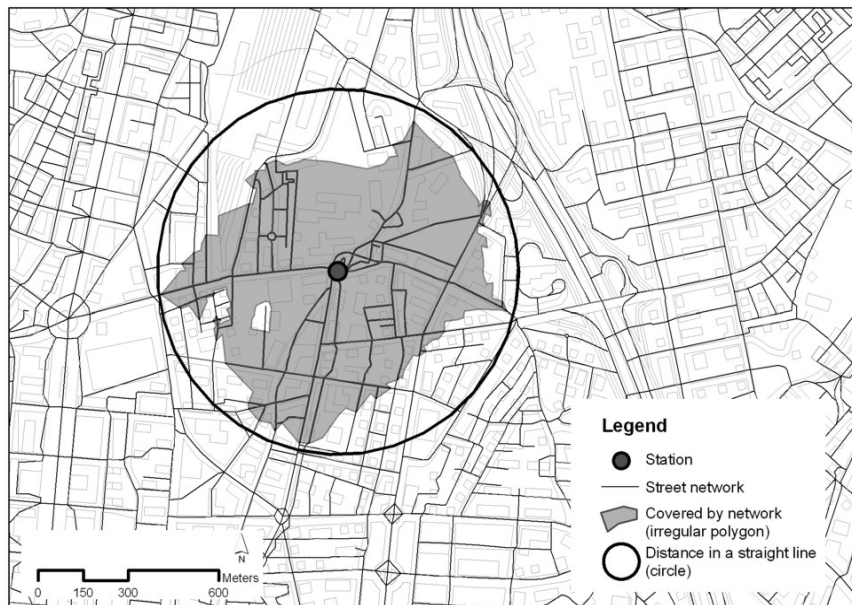 Legend
Station
Street network
Covered by network
(irregular polygon)
Distance in a straight line
(circle)
N
Meters
0 150 300 600